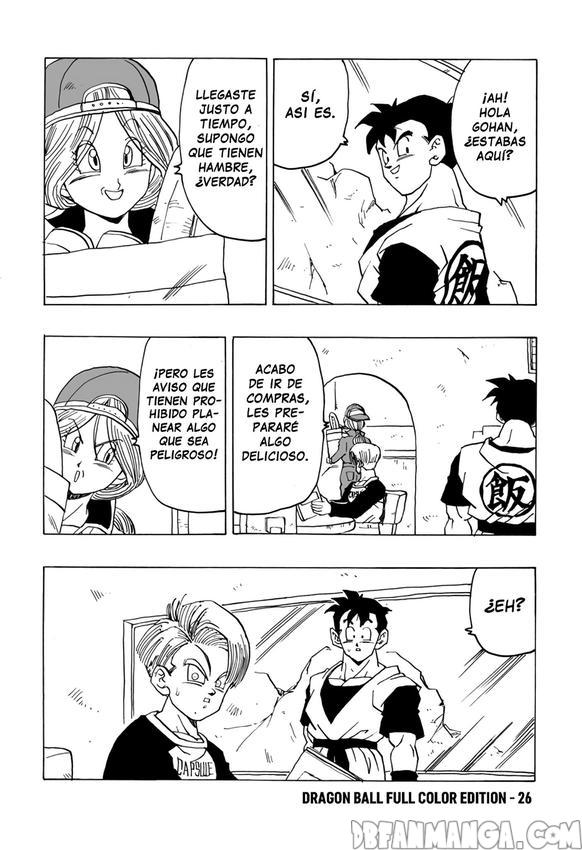 ¡AH!
HOLA
GOHAN,
¿ESTABAS
AQUÍ?
SÍ,
ASI ES.
飯
LLEGASTE
JUSTO A
TIEMPO,
SUPONGO
QUE TIENEN
HAMBRE,
¿VERDAD?
ACABO
DE IR DE
COMPRAS,
LES PRE-
PARARÉ
ALGO
DELICIOSO.
飯
¡PERO LES
AVISO QUE
TIENEN PRO-
HIBIDO PLA-
NEAR ALGO
QUE SEA
PELIGROSO!
¿EH?
DRAGON BALL FULL COLOR EDITION - 26
DBFANMANGA.COM